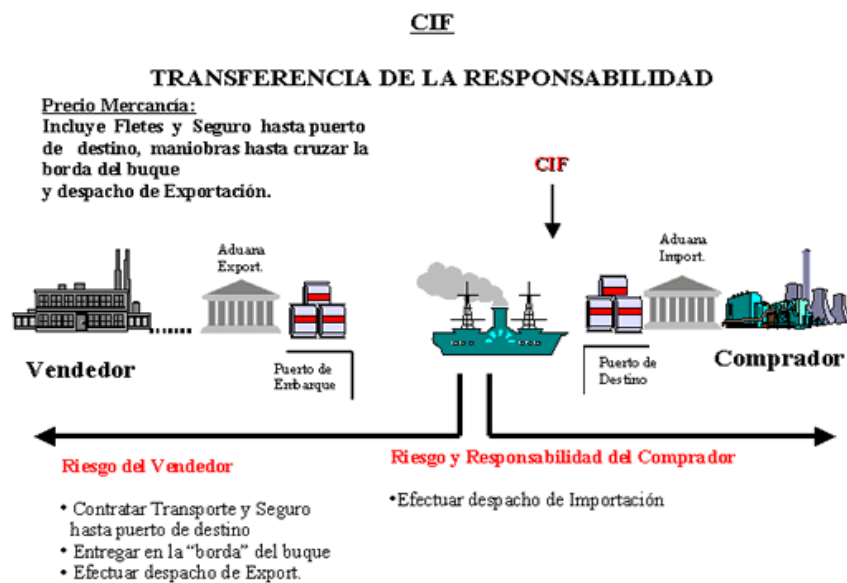 CIF
TRANSFERENCIA DE LA RESPONSABILIDAD
Precio Mercancía:
Incluye Fletes y Seguro hasta puerto
de destino, maniobras hasta cruzar la
borda del buque
y despacho de Exportación.
CIF
Aduana
Export.
Aduana
Import.
Vendedor
Puerto de
Embarque
Puerto de
Destino
Comprador
Riesgo del Vendedor
• Contratar Transporte y Seguro
hasta puerto de destino
• Entregar en la “borda” del buque
• Efectuar despacho de Export.
Riesgo y Responsabilidad del Comprador
•Efectuar despacho de Importación